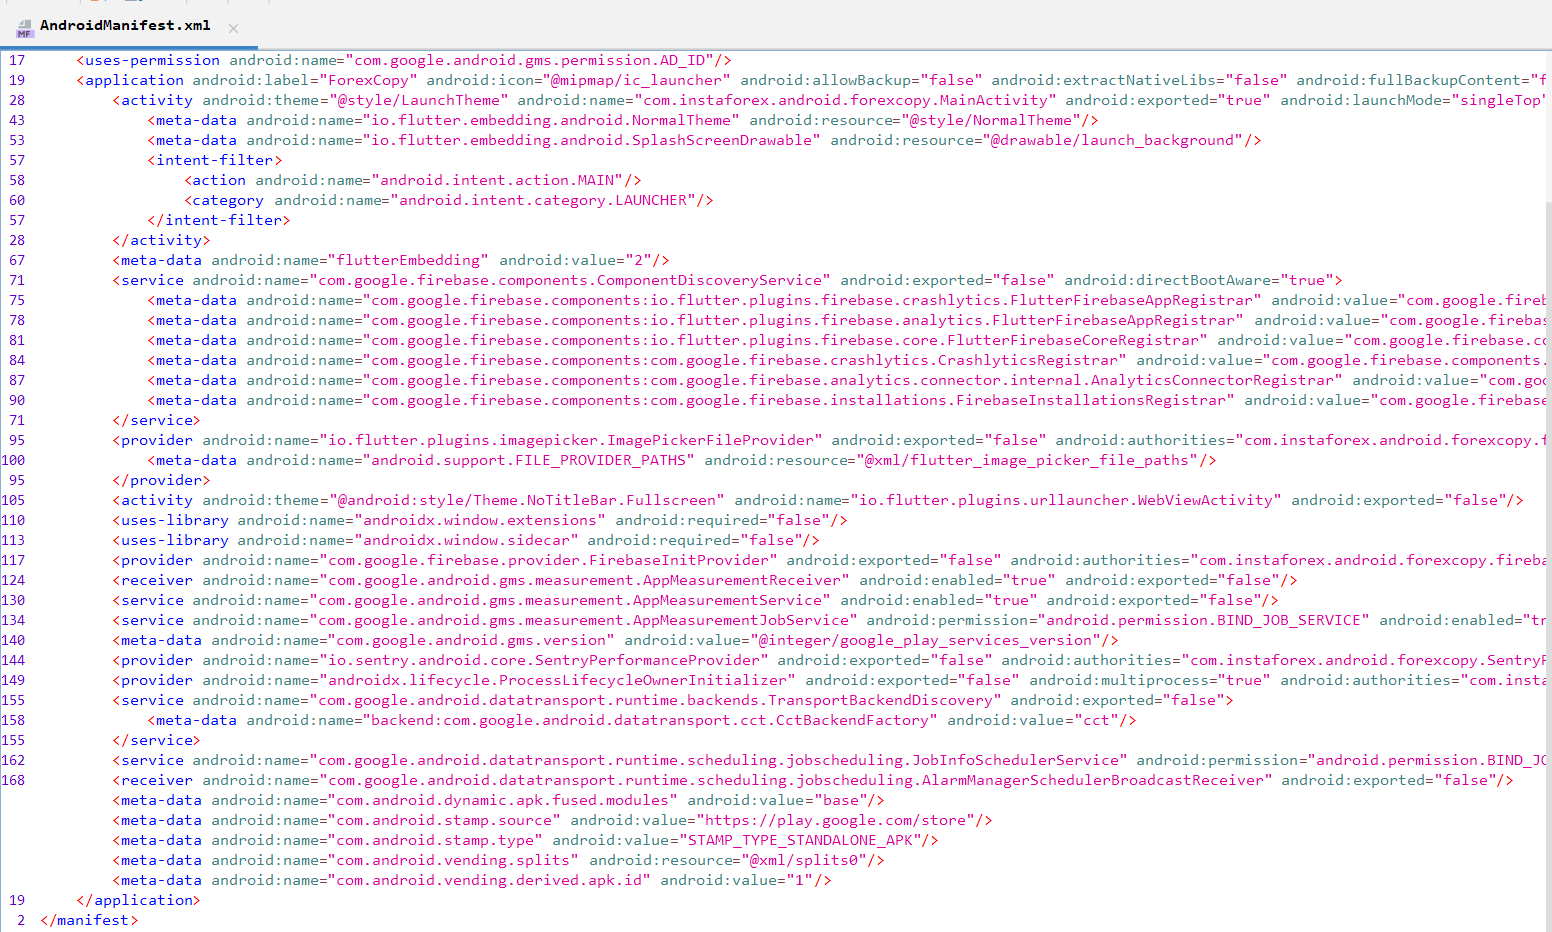 MF AndroidManifest.xml ×
17 <uses-permission android:name="com.google.android.gms.permission.AD_ID"/>
19 <application android:label="ForexCopy" android:icon="@mipmap/ic_launcher" android:allowBackup="false" android:extractNativeLibs="false" android:fullBackupContent="f
28 <activity android:theme="@style/LaunchTheme" android:name="com.instaforex.android.forexcopy.MainActivity" android:exported="true" android:launchMode="singleTop"
43 <meta-data android:name="io.flutter.embedding.android.NormalTheme" android:resource="@style/NormalTheme"/>
53 <meta-data android:name="io.flutter.embedding.android.SplashScreenDrawable" android:resource="@drawable/launch_background"/>
57 <intent-filter>
58 <action android:name="android.intent.action.MAIN"/>
60 <category android:name="android.intent.category.LAUNCHER"/>
57 </intent-filter>
28 </activity>
67 <meta-data android:name="flutterEmbedding" android:value="2"/>
71 <service android:name="com.google.firebase.components.ComponentDiscoveryService" android:exported="false" android:directBootAware="true">
75 <meta-data android:name="com.google.firebase.components:io.flutter.plugins.firebase.crashlytics.FlutterFirebaseAppRegistrar" android:value="com.google.fireb
78 <meta-data android:name="com.google.firebase.components:io.flutter.plugins.firebase.analytics.FlutterFirebaseAppRegistrar" android:value="com.google.firebas
81 <meta-data android:name="com.google.firebase.components:io.flutter.plugins.firebase.core.FlutterFirebaseCoreRegistrar" android:value="com.google.firebase.co
84 <meta-data android:name="com.google.firebase.components:com.google.firebase.crashlytics.CrashlyticsRegistrar" android:value="com.google.firebase.components.
87 <meta-data android:name="com.google.firebase.components:com.google.firebase.analytics.connector.internal.AnalyticsConnectorRegistrar" android:value="com.goo
90 <meta-data android:name="com.google.firebase.components:com.google.firebase.installations.FirebaseInstallationsRegistrar" android:value="com.google.firebase
71 </service>
95 <provider android:name="io.flutter.plugins.imagepicker.ImagePickerFileProvider" android:exported="false" android:authorities="com.instaforex.android.forexcopy.f
100 <meta-data android:name="android.support.FILE_PROVIDER_PATHS" android:resource="@xml/flutter_image_picker_file_paths"/>
95 </provider>
105 <activity android:theme="@android:style/Theme.NoTitleBar.Fullscreen" android:name="io.flutter.plugins.urllauncher.WebViewActivity" android:exported="false"/>
110 <uses-library android:name="androidx.window.extensions" android:required="false"/>
113 <uses-library android:name="androidx.window.sidecar" android:required="false"/>
117 <provider android:name="com.google.firebase.provider.FirebaseInitProvider" android:exported="false" android:authorities="com.instaforex.android.forexcopy.fireba
124 <receiver android:name="com.google.android.gms.measurement.AppMeasurementReceiver" android:enabled="true" android:exported="false"/>
130 <service android:name="com.google.android.gms.measurement.AppMeasurementService" android:enabled="true" android:exported="false"/>
134 <service android:name="com.google.android.gms.measurement.AppMeasurementJobService" android:permission="android.permission.BIND_JOB_SERVICE" android:enabled="tr
140 <meta-data android:name="com.google.android.gms.version" android:value="@integer/google_play_services_version"/>
144 <provider android:name="io.sentry.android.core.SentryPerformanceProvider" android:exported="false" android:authorities="com.instaforex.android.forexcopy.SentryP
149 <provider android:name="androidx.lifecycle.ProcessLifecycleOwnerInitializer" android:exported="false" android:multiprocess="true" android:authorities="com.insta
155 <service android:name="com.google.android.datatransport.runtime.backends.TransportBackendDiscovery" android:exported="false">
158 <meta-data android:name="backend:com.google.android.datatransport.cct.CctBackendFactory" android:value="cct"/>
155 </service>
162 <service android:name="com.google.android.datatransport.runtime.scheduling.jobscheduling.JobInfoSchedulerService" android:permission="android.permission.BIND_JO
168 <receiver android:name="com.google.android.datatransport.runtime.scheduling.jobscheduling.AlarmManagerSchedulerBroadcastReceiver" android:exported="false"/>
<meta-data android:name="com.android.dynamic.apk.fused.modules" android:value="base"/>
<meta-data android:name="com.android.stamp.source" android:value="https://play.google.com/store"/>
<meta-data android:name="com.android.stamp.type" android:value="STAMP_TYPE_STANDALONE_APK"/>
<meta-data android:name="com.android.vending.splits" android:resource="@xml/splits0"/>
<meta-data android:name="com.android.vending.derived.apk.id" android:value="1"/>
19 </application>
2 </manifest>